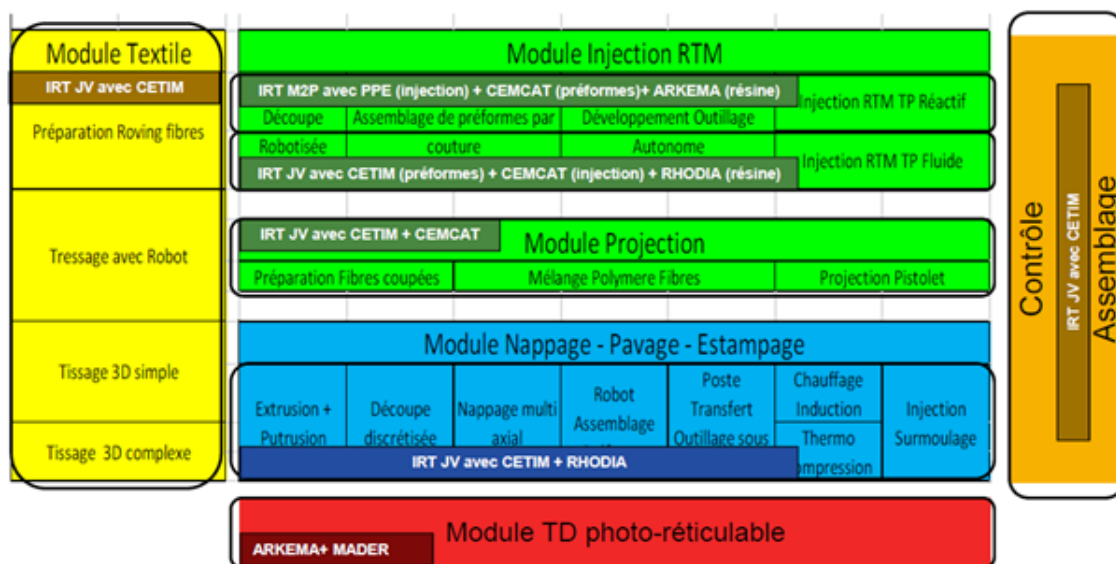 Module Textile
IRT JV avec CETIM
Préparation Roving fibres
Tressage avec Robot
Tissage 3D simple
Tissage 3D complexe
Module Injection RTM
IRT M2P avec PPE (injection) + CEMCAT (préformes)+ ARKEMA (résine)
Découpe
Robotisée
Assemblage de préformes par
couture
Développement Outillage
Autonome
Injection RTM TP Réactif
Injection RTM TP Fluide
IRT JV avec CETIM (préformes) + CEMCAT (injection) + RHODIA (résine)
IRT JV avec CETIM + CEMCAT
Module Projection
Préparation Fibres coupées
Mélange Polymere Fibres
Projection Pistolet
Module Nappage - Pavage - Estampage
Extrusion +
Putrusion
Découpe
discrétisée
Nappage multi
axial
Robot
Assemblage
Poste
Transfert
Outillage sous
Chauffage
Induction
Thermo
ompression
Injection
Surmoulage
IRT JV avec CETIM + RHODIA
Module TD photo-réticulable
ARKEMA+ MADER
Contrôle
IRT JV avec CETIM
Assemblage